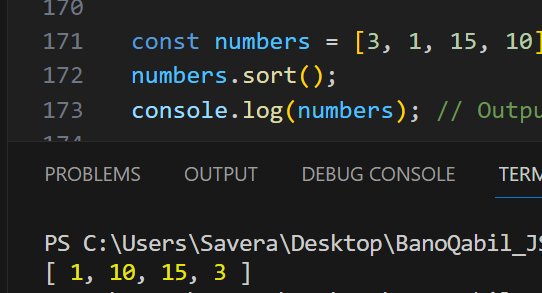 170
171 const numbers = [3, 1, 15, 10]
172 numbers.sort();
173 console.log(numbers); // Outpu
174
PROBLEMS OUTPUT DEBUG CONSOLE TERM
PS C:\Users\Savera\Desktop\BanoQabil_JS
[ 1, 10, 15, 3 ]